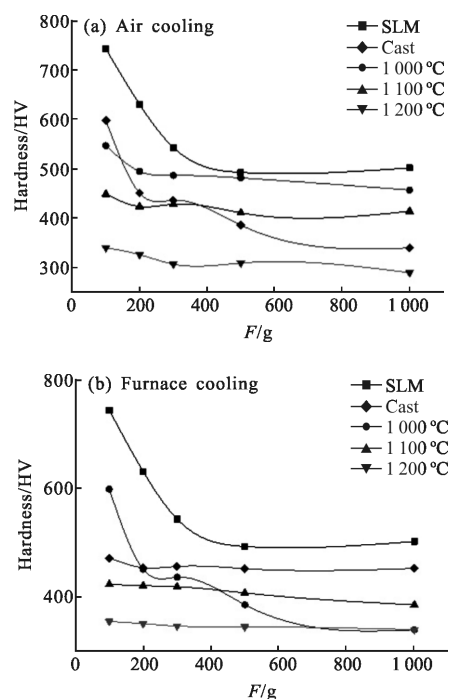 (a) Air cooling
SLM
Cast
1 000 ℃
1 100 ℃
1 200 ℃
Hardness/HV
800
700
600
500
400
300
0 200 400 600 800 1 000
F/g
(b) Furnace cooling
SLM
Cast
1 000 ℃
1 100 ℃
1 200 ℃
Hardness/HV
800
600
400
0 200 400 600 800 1 000
F/g